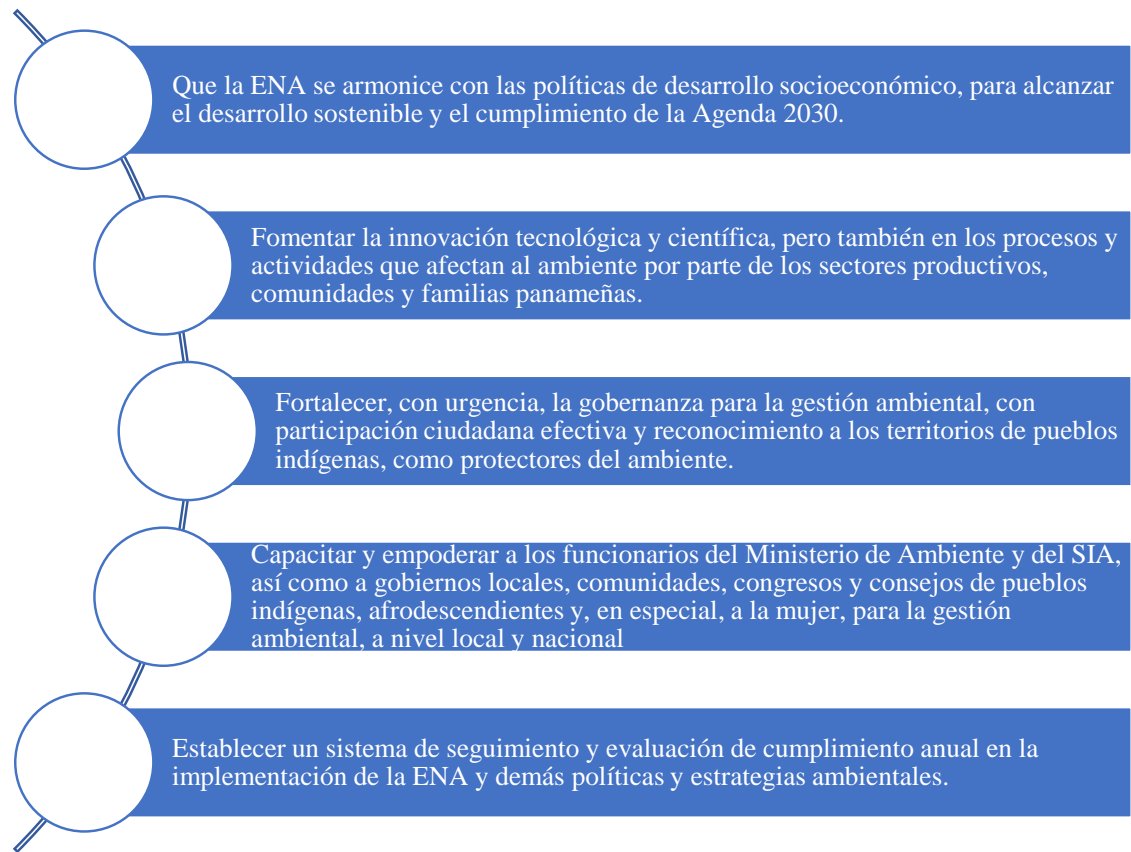 Que la ENA se armonice con las políticas de desarrollo socioeconómico, para alcanzar
el desarrollo sostenible y el cumplimiento de la Agenda 2030.
Fomentar la innovación tecnológica y científica, pero también en los procesos y
actividades que afectan al ambiente por parte de los sectores productivos,
comunidades y familias panameñas.
Fortalecer, con urgencia, la gobernanza para la gestión ambiental, con
participación ciudadana efectiva y reconocimiento a los territorios de pueblos
indígenas, como protectores del ambiente.
Capacitar y empoderar a los funcionarios del Ministerio de Ambiente y del SIA,
así como a gobiernos locales, comunidades, congresos y consejos de pueblos
indígenas, afrodescendientes y, en especial, a la mujer, para la gestión
ambiental, a nivel local y nacional
Establecer un sistema de seguimiento y evaluación de cumplimiento anual en la
implementación de la ENA y demás políticas y estrategias ambientales.